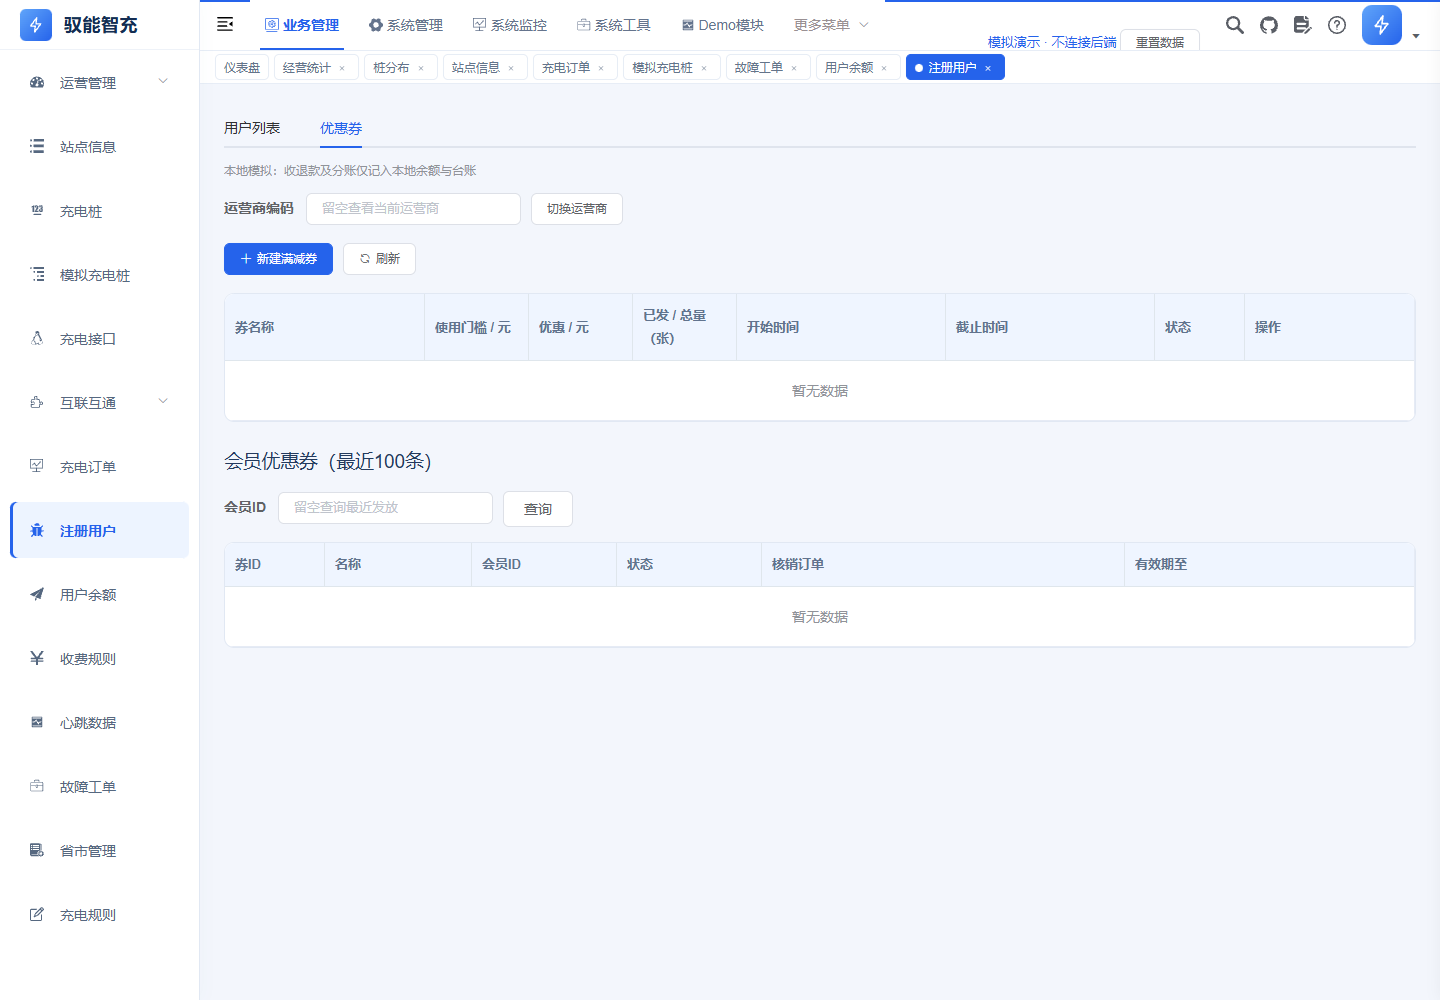 驭能智充
业务管理 系统管理 系统监控 系统工具 Demo模块 更多菜单
模拟演示 · 不连接后端 重置数据
仪表盘 经营统计 × 桩分布 × 站点信息 × 充电订单 × 模拟充电桩 × 故障工单 × 用户余额 × 注册用户 ×
运营管理
站点信息
充电桩
模拟充电桩
充电接口
互联互通
充电订单
注册用户
用户余额
收费规则
心跳数据
故障工单
省市管理
充电规则
用户列表 优惠券
本地模拟：收退款及分账仅记入本地余额与台账
运营商编码 留空查看当前运营商 切换运营商
新建满减券 刷新
券名称 使用门槛 / 元 优惠 / 元 已发 / 总量（张） 开始时间 截止时间 状态 操作
暂无数据
会员优惠券（最近100条）
会员ID 留空查询最近发放 查询
券ID 名称 会员ID 状态 核销订单 有效期至
暂无数据